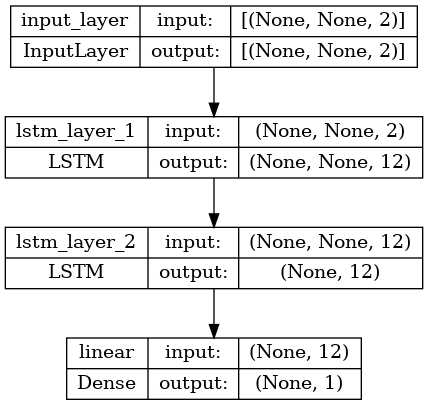 input_layer input: [(None, None, 2)]
InputLayer output: [(None, None, 2)]
lstm_layer_1 input: (None, None, 2)
LSTM output: (None, None, 12)
lstm_layer_2 input: (None, None, 12)
LSTM output: (None, 12)
linear input: (None, 12)
Dense output: (None, 1)